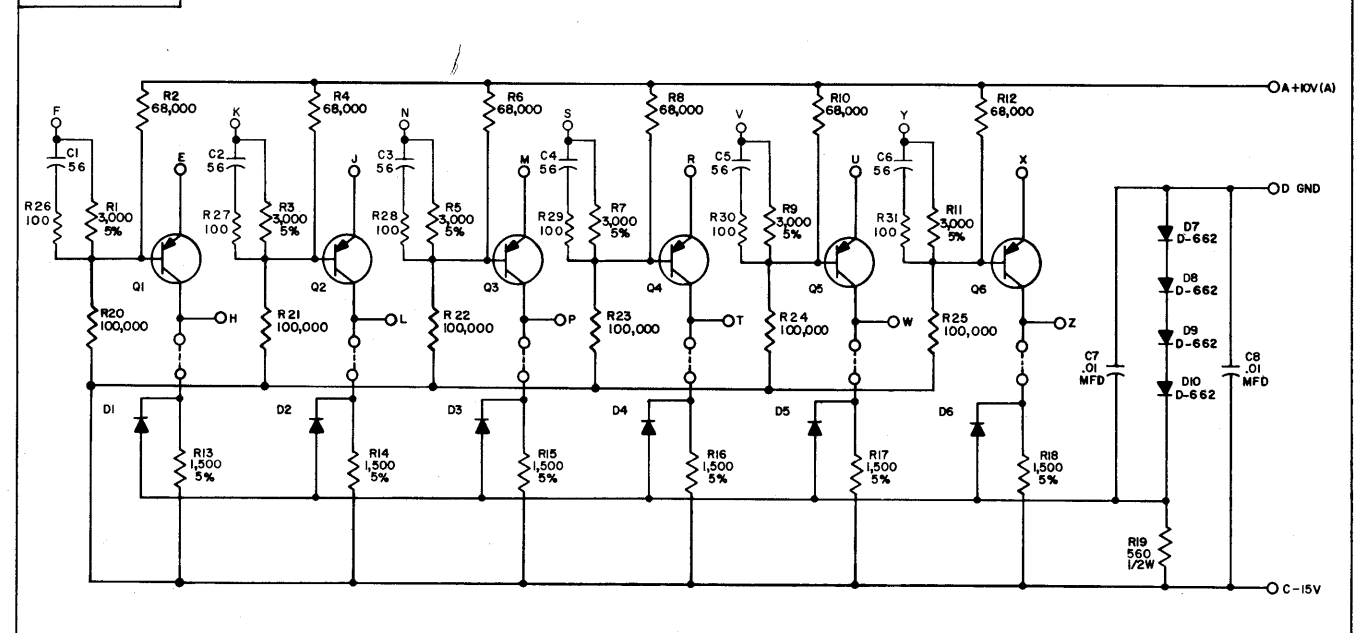 R2
68,000
R4
68,000
R6
68,000
R8
68,000
R10
68,000
R12
68,000
A +10V(A)
F
K
N
S
V
Y
C1
56
E
C2
56
J
C3
56
M
C4
56
R
C5
56
U
C6
56
X
D GND
R26
100
R1
3,000
5%
R27
100
R3
3,000
5%
R28
100
R5
3,000
5%
R29
100
R7
3,000
5%
R30
100
R9
3,000
5%
R31
100
R11
3,000
5%
D7
D-662
D8
D-662
D9
D-662
D10
D-662
Q1
Q2
Q3
Q4
Q5
Q6
R20
100,000
H
R21
100,000
L
R22
100,000
P
R23
100,000
T
R24
100,000
W
R25
100,000
Z
C7
.01
MFD
C8
.01
MFD
D1
D2
D3
D4
D5
D6
R13
1,500
5%
R14
1,500
5%
R15
1,500
5%
R16
1,500
5%
R17
1,500
5%
R18
1,500
5%
R19
560
1/2W
C -15V